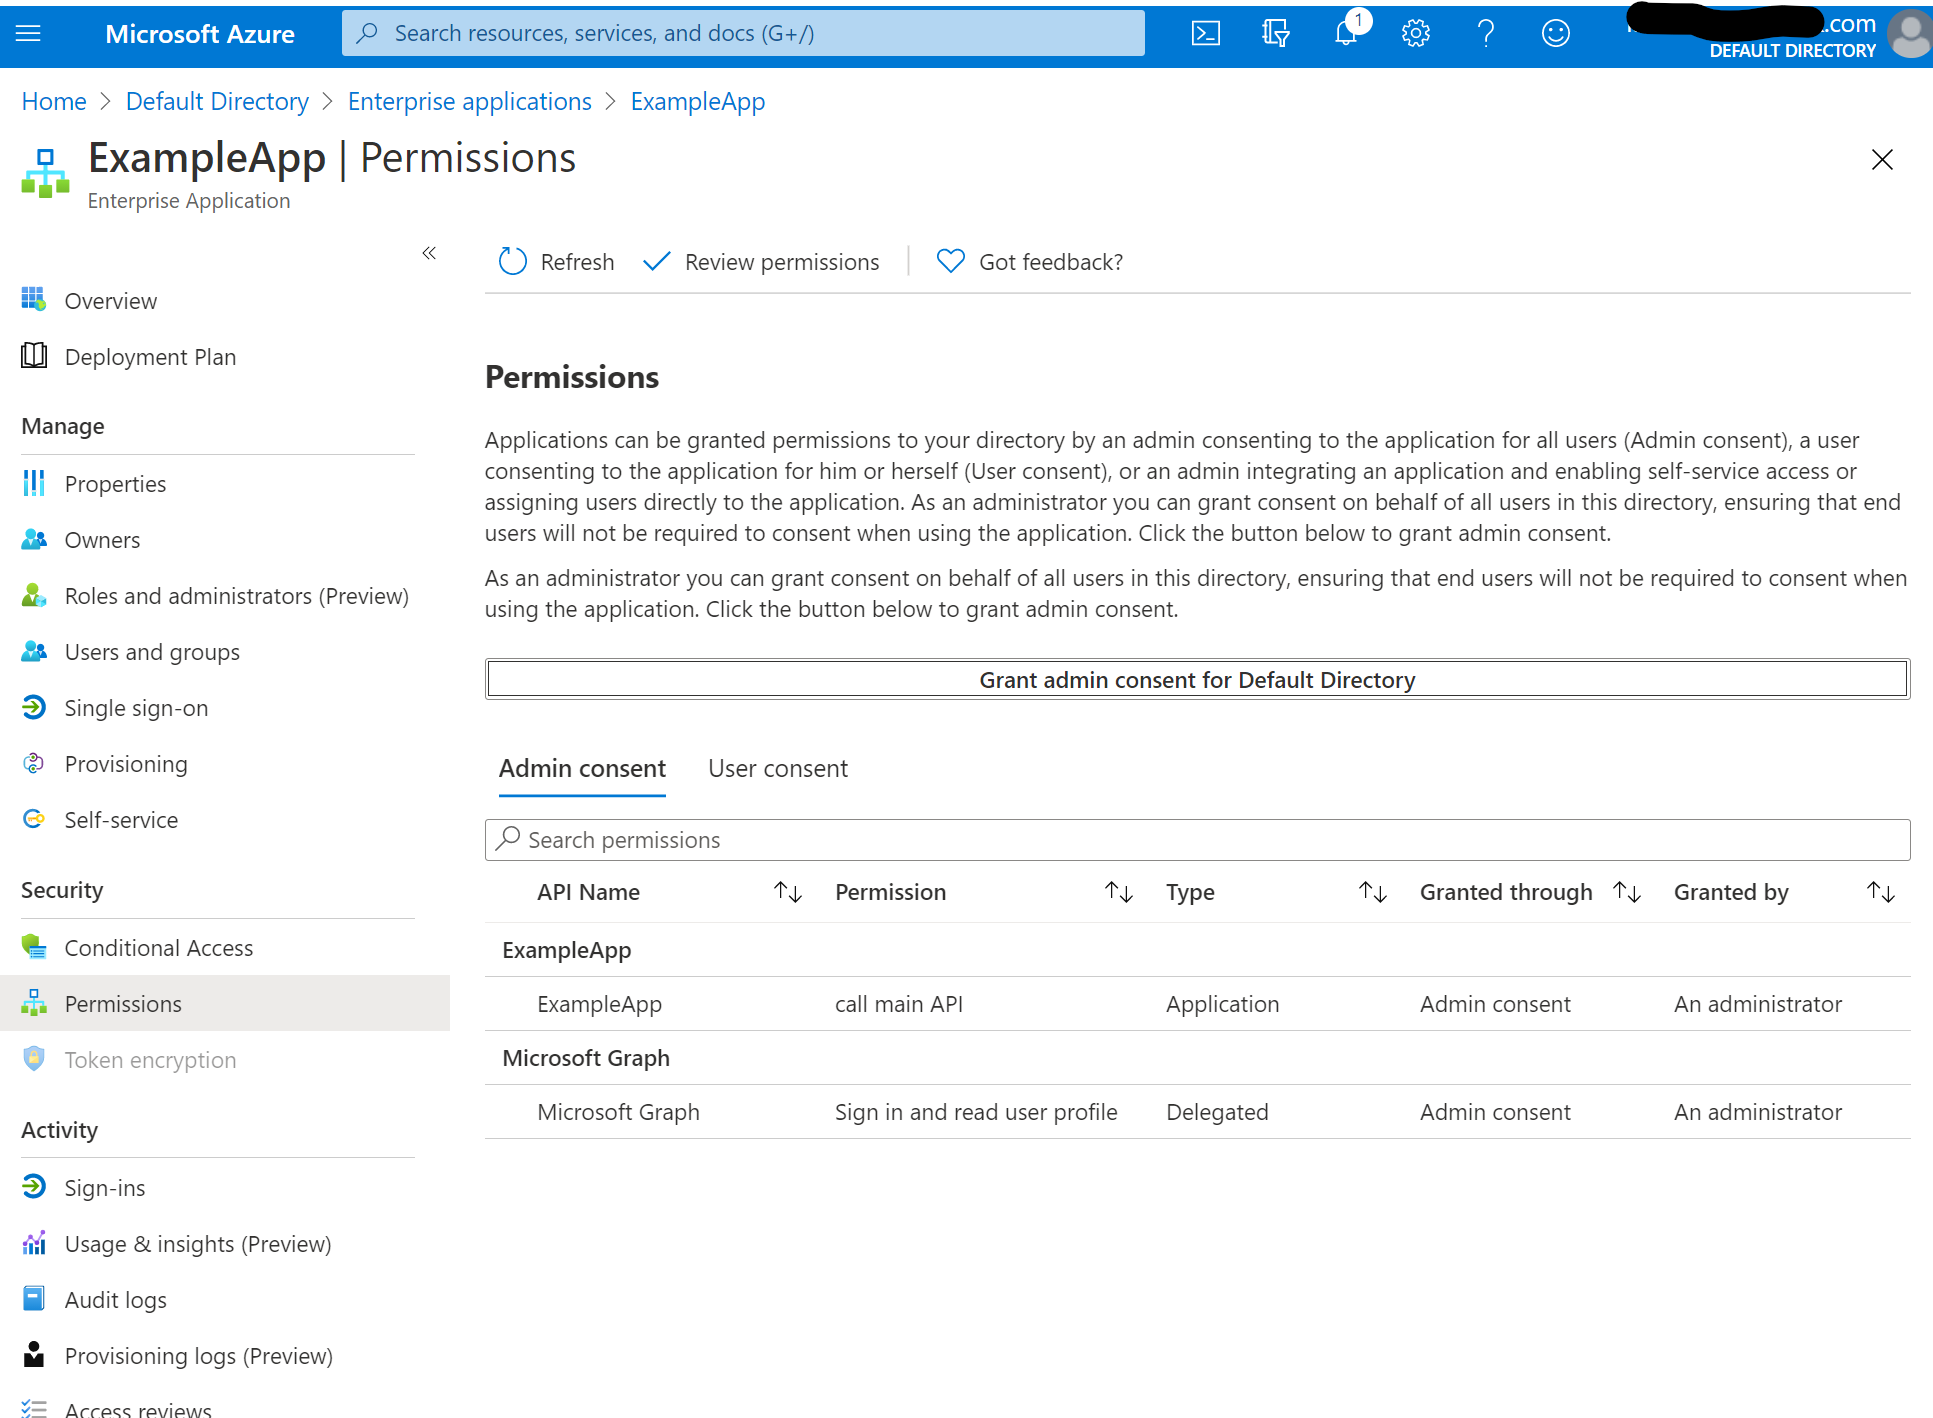 Microsoft Azure
Search resources, services, and docs (G+/)
1
.com
DEFAULT DIRECTORY
Home > Default Directory > Enterprise applications > ExampleApp
ExampleApp | Permissions
Enterprise Application
«
Refresh
Review permissions
Got feedback?
Overview
Deployment Plan
Manage
Properties
Owners
Roles and administrators (Preview)
Users and groups
Single sign-on
Provisioning
Self-service
Security
Conditional Access
Permissions
Token encryption
Activity
Sign-ins
Usage & insights (Preview)
Audit logs
Provisioning logs (Preview)
Access reviews
Permissions
Applications can be granted permissions to your directory by an admin consenting to the application for all users (Admin consent), a user
consenting to the application for him or herself (User consent), or an admin integrating an application and enabling self-service access or
assigning users directly to the application. As an administrator you can grant consent on behalf of all users in this directory, ensuring that end
users will not be required to consent when using the application. Click the button below to grant admin consent.
As an administrator you can grant consent on behalf of all users in this directory, ensuring that end users will not be required to consent when
using the application. Click the button below to grant admin consent.
Grant admin consent for Default Directory
Admin consent
User consent
Search permissions
API Name Permission Type Granted through Granted by
ExampleApp
ExampleApp call main API Application Admin consent An administrator
Microsoft Graph
Microsoft Graph Sign in and read user profile Delegated Admin consent An administrator